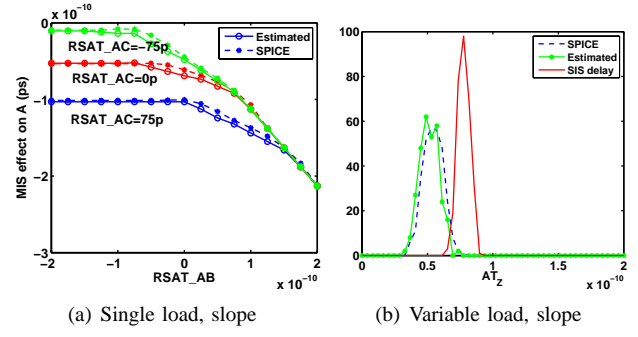 x 10⁻¹⁰
0
−1
−2
−3
MIS effect on A (ps)
Estimated
SPICE
RSAT_AC=−75p
RSAT_AC=0p
RSAT_AC=75p
−2 −1 0 1 2
RSAT_AB
x 10⁻¹⁰
(a) Single load, slope
100
80
60
40
20
0
SPICE
Estimated
SIS delay
0 0.5 1 1.5 2
AT_Z
x 10⁻¹⁰
(b) Variable load, slope